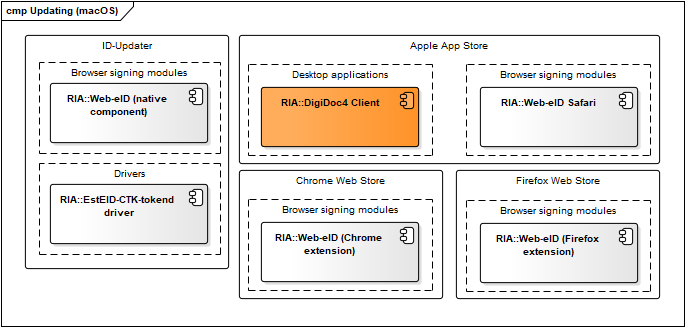 cmp Updating (macOS)
ID-Updater
Browser signing modules
RIA::Web-eID (native
component)
Drivers
RIA::EstEID-CTK-tokend
driver
Apple App Store
Desktop applications
RIA::DigiDoc4 Client
Browser signing modules
RIA::Web-eID Safari
Chrome Web Store
Browser signing modules
RIA::Web-eID (Chrome
extension)
Firefox Web Store
Browser signing modules
RIA::Web-eID (Firefox
extension)